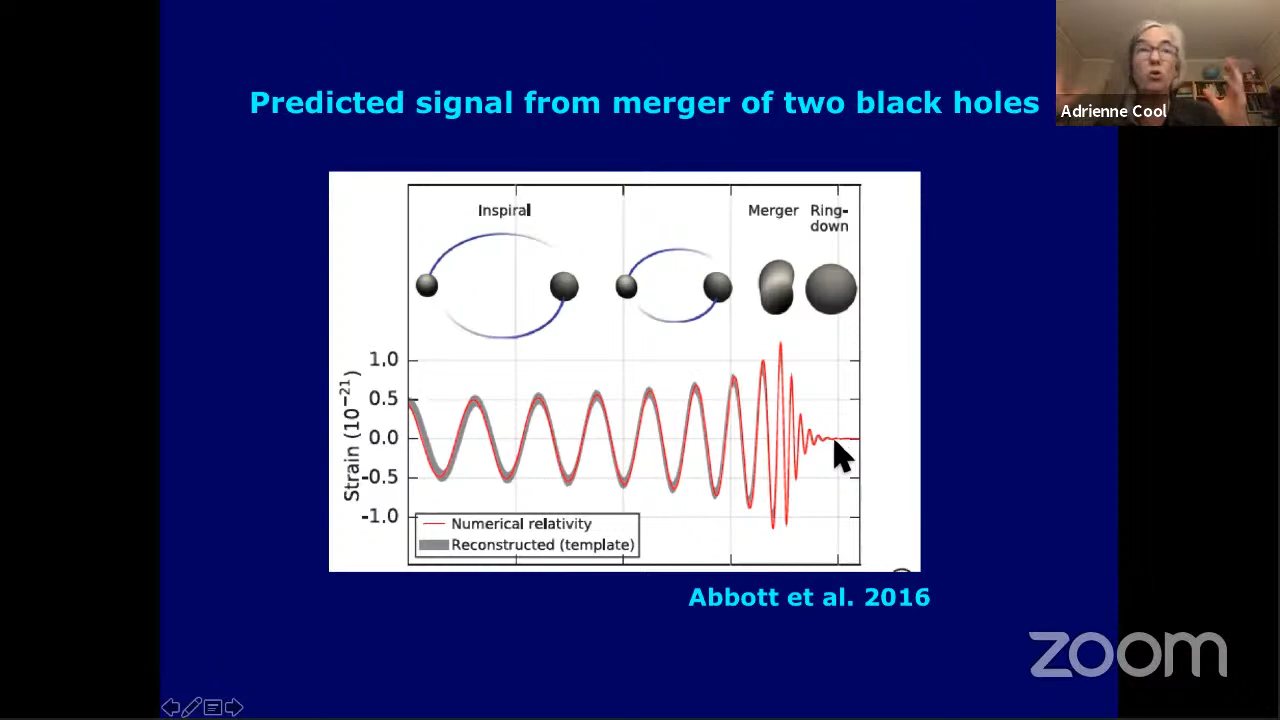 Predicted signal from merger of two black holes
Adrienne Cool
Inspiral
Merger
Ring-
down
1.0
0.5
0.0
-0.5
-1.0
Strain (10⁻²¹)
Numerical relativity
Reconstructed (template)
Abbott et al. 2016
zoom